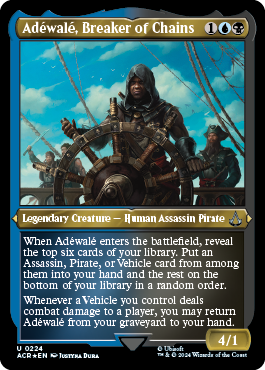 Adéwalé, Breaker of Chains 1
Legendary Creature — Human Assassin Pirate
When Adéwalé enters the battlefield, reveal
the top six cards of your library. Put an
Assassin, Pirate, or Vehicle card from among
them into your hand and the rest on the
bottom of your library in a random order.
Whenever a Vehicle you control deals
combat damage to a player, you may return
Adéwalé from your graveyard to your hand.
4/1
U 0224
ACR★EN Justyna Dura
© Ubisoft
™ & © 2024 Wizards of the Coast